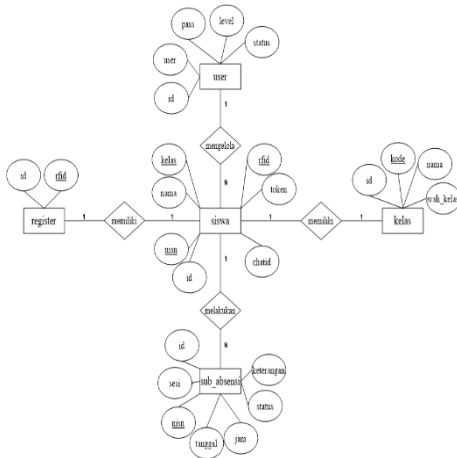 level
pass
status
user
user
id
1
mengelola
kelas
rfid
kode
nama
id
rfid
N
id
nama
token
wali_kelas
register
1
memiliki
1
siswa
1
memiliki
1
kelas
nisn
id
1
chatid
melakukan
id
N
keterangan
sesi
sub_absensi
status
nisn
tanggal
jam